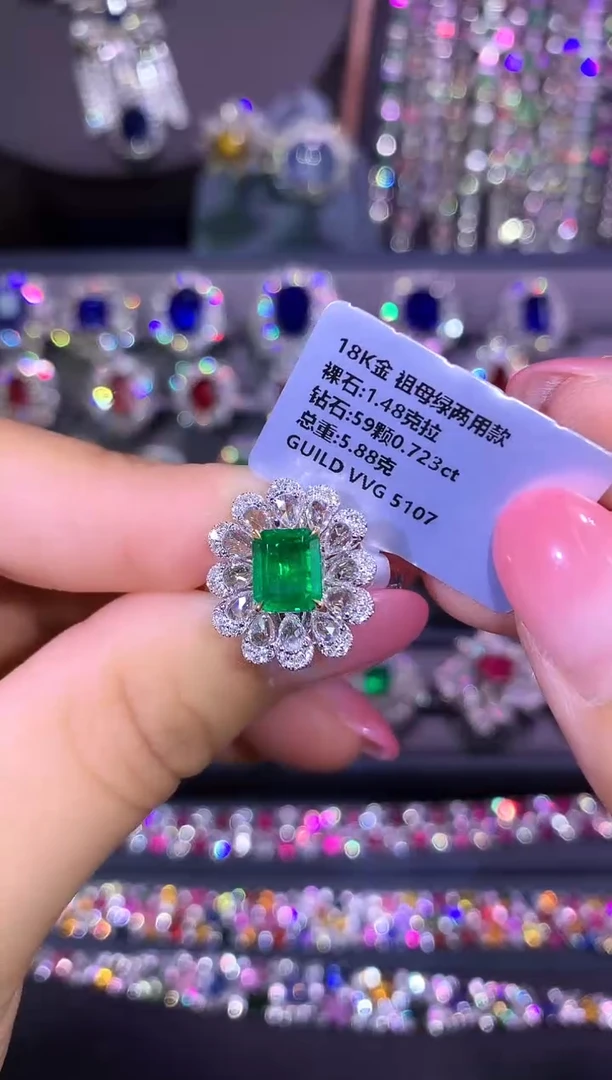 18K金 祖母绿两用款
裸石:1.48克拉
钻石:59颗0.723ct
总重:5.88克
GUILD VVG 5107